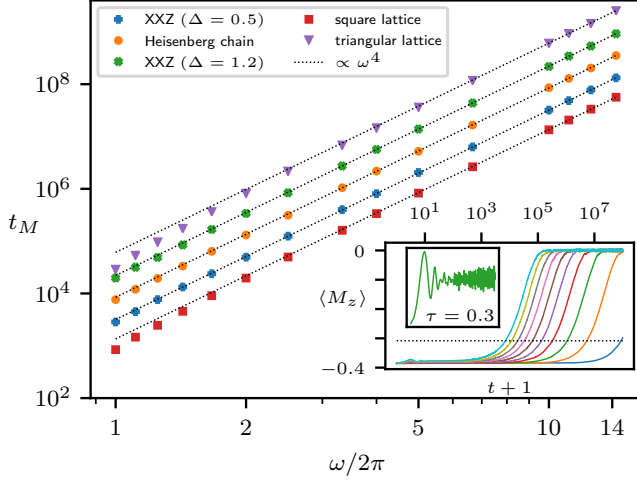 XXZ (Δ = 0.5)
Heisenberg chain
XXZ (Δ = 1.2)
square lattice
triangular lattice
∝ ω⁴
10⁸
10⁶
10⁴
10²
t_M
10¹ 10³ 10⁵ 10⁷
0
⟨M_z⟩
−0.4
τ = 0.3
t + 1
1 2 5 10 14
ω/2π